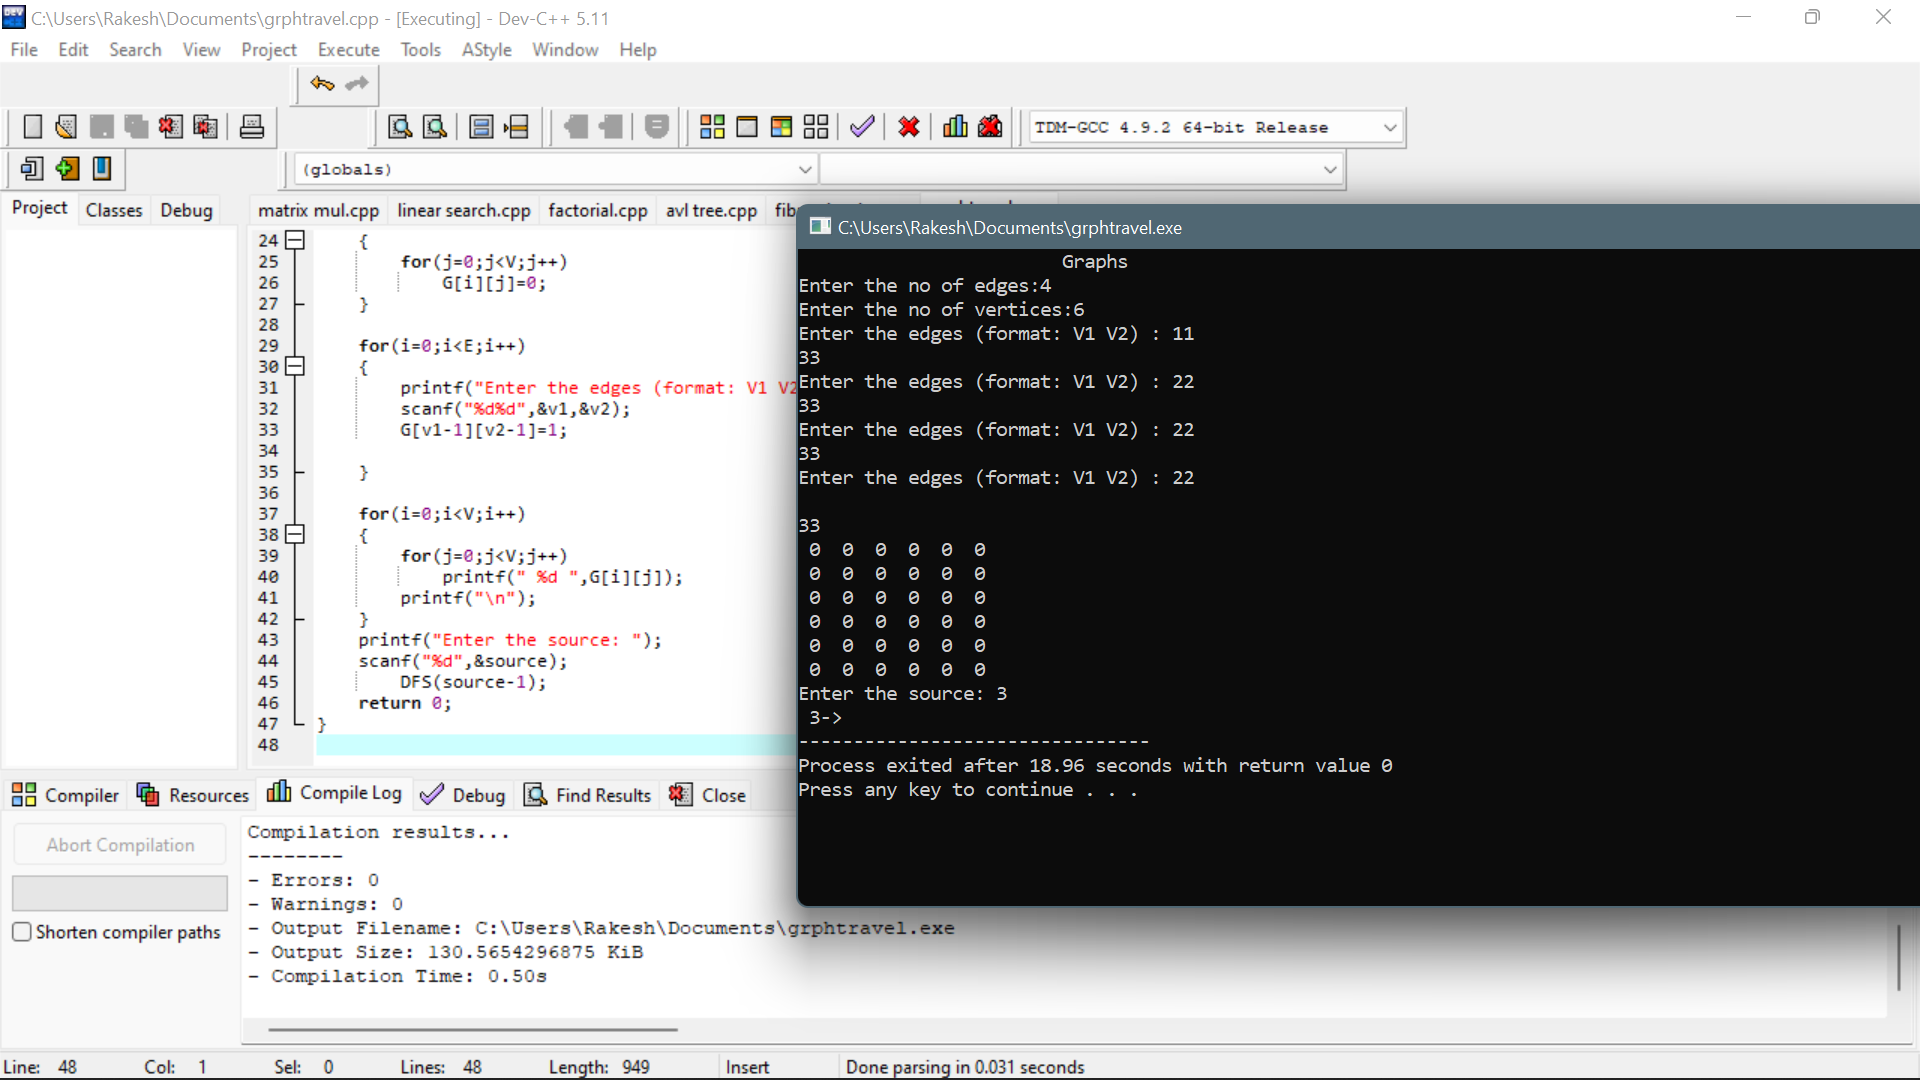 C:\Users\Rakesh\Documents\grphtravel.cpp - [Executing] - Dev-C++ 5.11
File Edit Search View Project Execute Tools AStyle Window Help
TDM-GCC 4.9.2 64-bit Release
(globals)
Project Classes Debug
matrix mul.cpp linear search.cpp factorial.cpp avl tree.cpp
24 {
25 for(j=0;j<V;j++)
26 G[i][j]=0;
27 }
28
29 for(i=0;i<E;i++)
30 {
31 printf("Enter the edges (format: V1 V2
32 scanf("%d%d",&v1,&v2);
33 G[v1-1][v2-1]=1;
34
35 }
36
37 for(i=0;i<V;i++)
38 {
39 for(j=0;j<V;j++)
40 printf(" %d ",G[i][j]);
41 printf("\n");
42 }
43 printf("Enter the source: ");
44 scanf("%d",&source);
45 DFS(source-1);
46 return 0;
47 }
48
C:\Users\Rakesh\Documents\grphtravel.exe
Graphs
Enter the no of edges:4
Enter the no of vertices:6
Enter the edges (format: V1 V2) : 11
33
Enter the edges (format: V1 V2) : 22
33
Enter the edges (format: V1 V2) : 22
33
Enter the edges (format: V1 V2) : 22
33
0 0 0 0 0 0
0 0 0 0 0 0
0 0 0 0 0 0
0 0 0 0 0 0
0 0 0 0 0 0
0 0 0 0 0 0
Enter the source: 3
3->
--------------------------------
Process exited after 18.96 seconds with return value 0
Press any key to continue . . .
Compiler Resources Compile Log Debug Find Results Close
Abort Compilation
Shorten compiler paths
Compilation results...
--------
- Errors: 0
- Warnings: 0
- Output Filename: C:\Users\Rakesh\Documents\grphtravel.exe
- Output Size: 130.5654296875 KiB
- Compilation Time: 0.50s
Line: 48 Col: 1 Sel: 0 Lines: 48 Length: 949 Insert Done parsing in 0.031 seconds